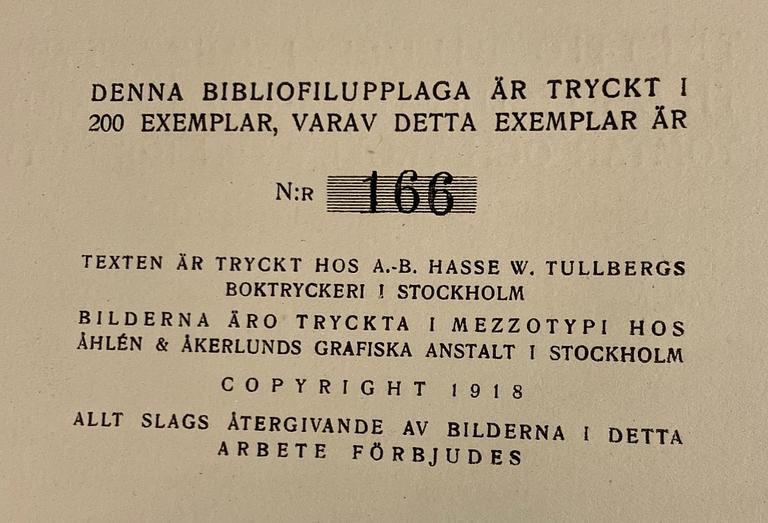 DENNA BIBLIOFILUPPLAGA ÄR TRYCKT I
200 EXEMPLAR, VARAV DETTA EXEMPLAR ÄR
N:R 166
TEXTEN ÄR TRYCKT HOS A.-B. HASSE W. TULLBERGS
BOKTRYCKERI I STOCKHOLM
BILDERNA ÄRO TRYCKTA I MEZZOTYPI HOS
ÅHLÉN & ÅKERLUNDS GRAFISKA ANSTALT I STOCKHOLM
COPYRIGHT 1918
ALLT SLAGS ÅTERGIVANDE AV BILDERNA I DETTA
ARBETE FÖRBJUDES